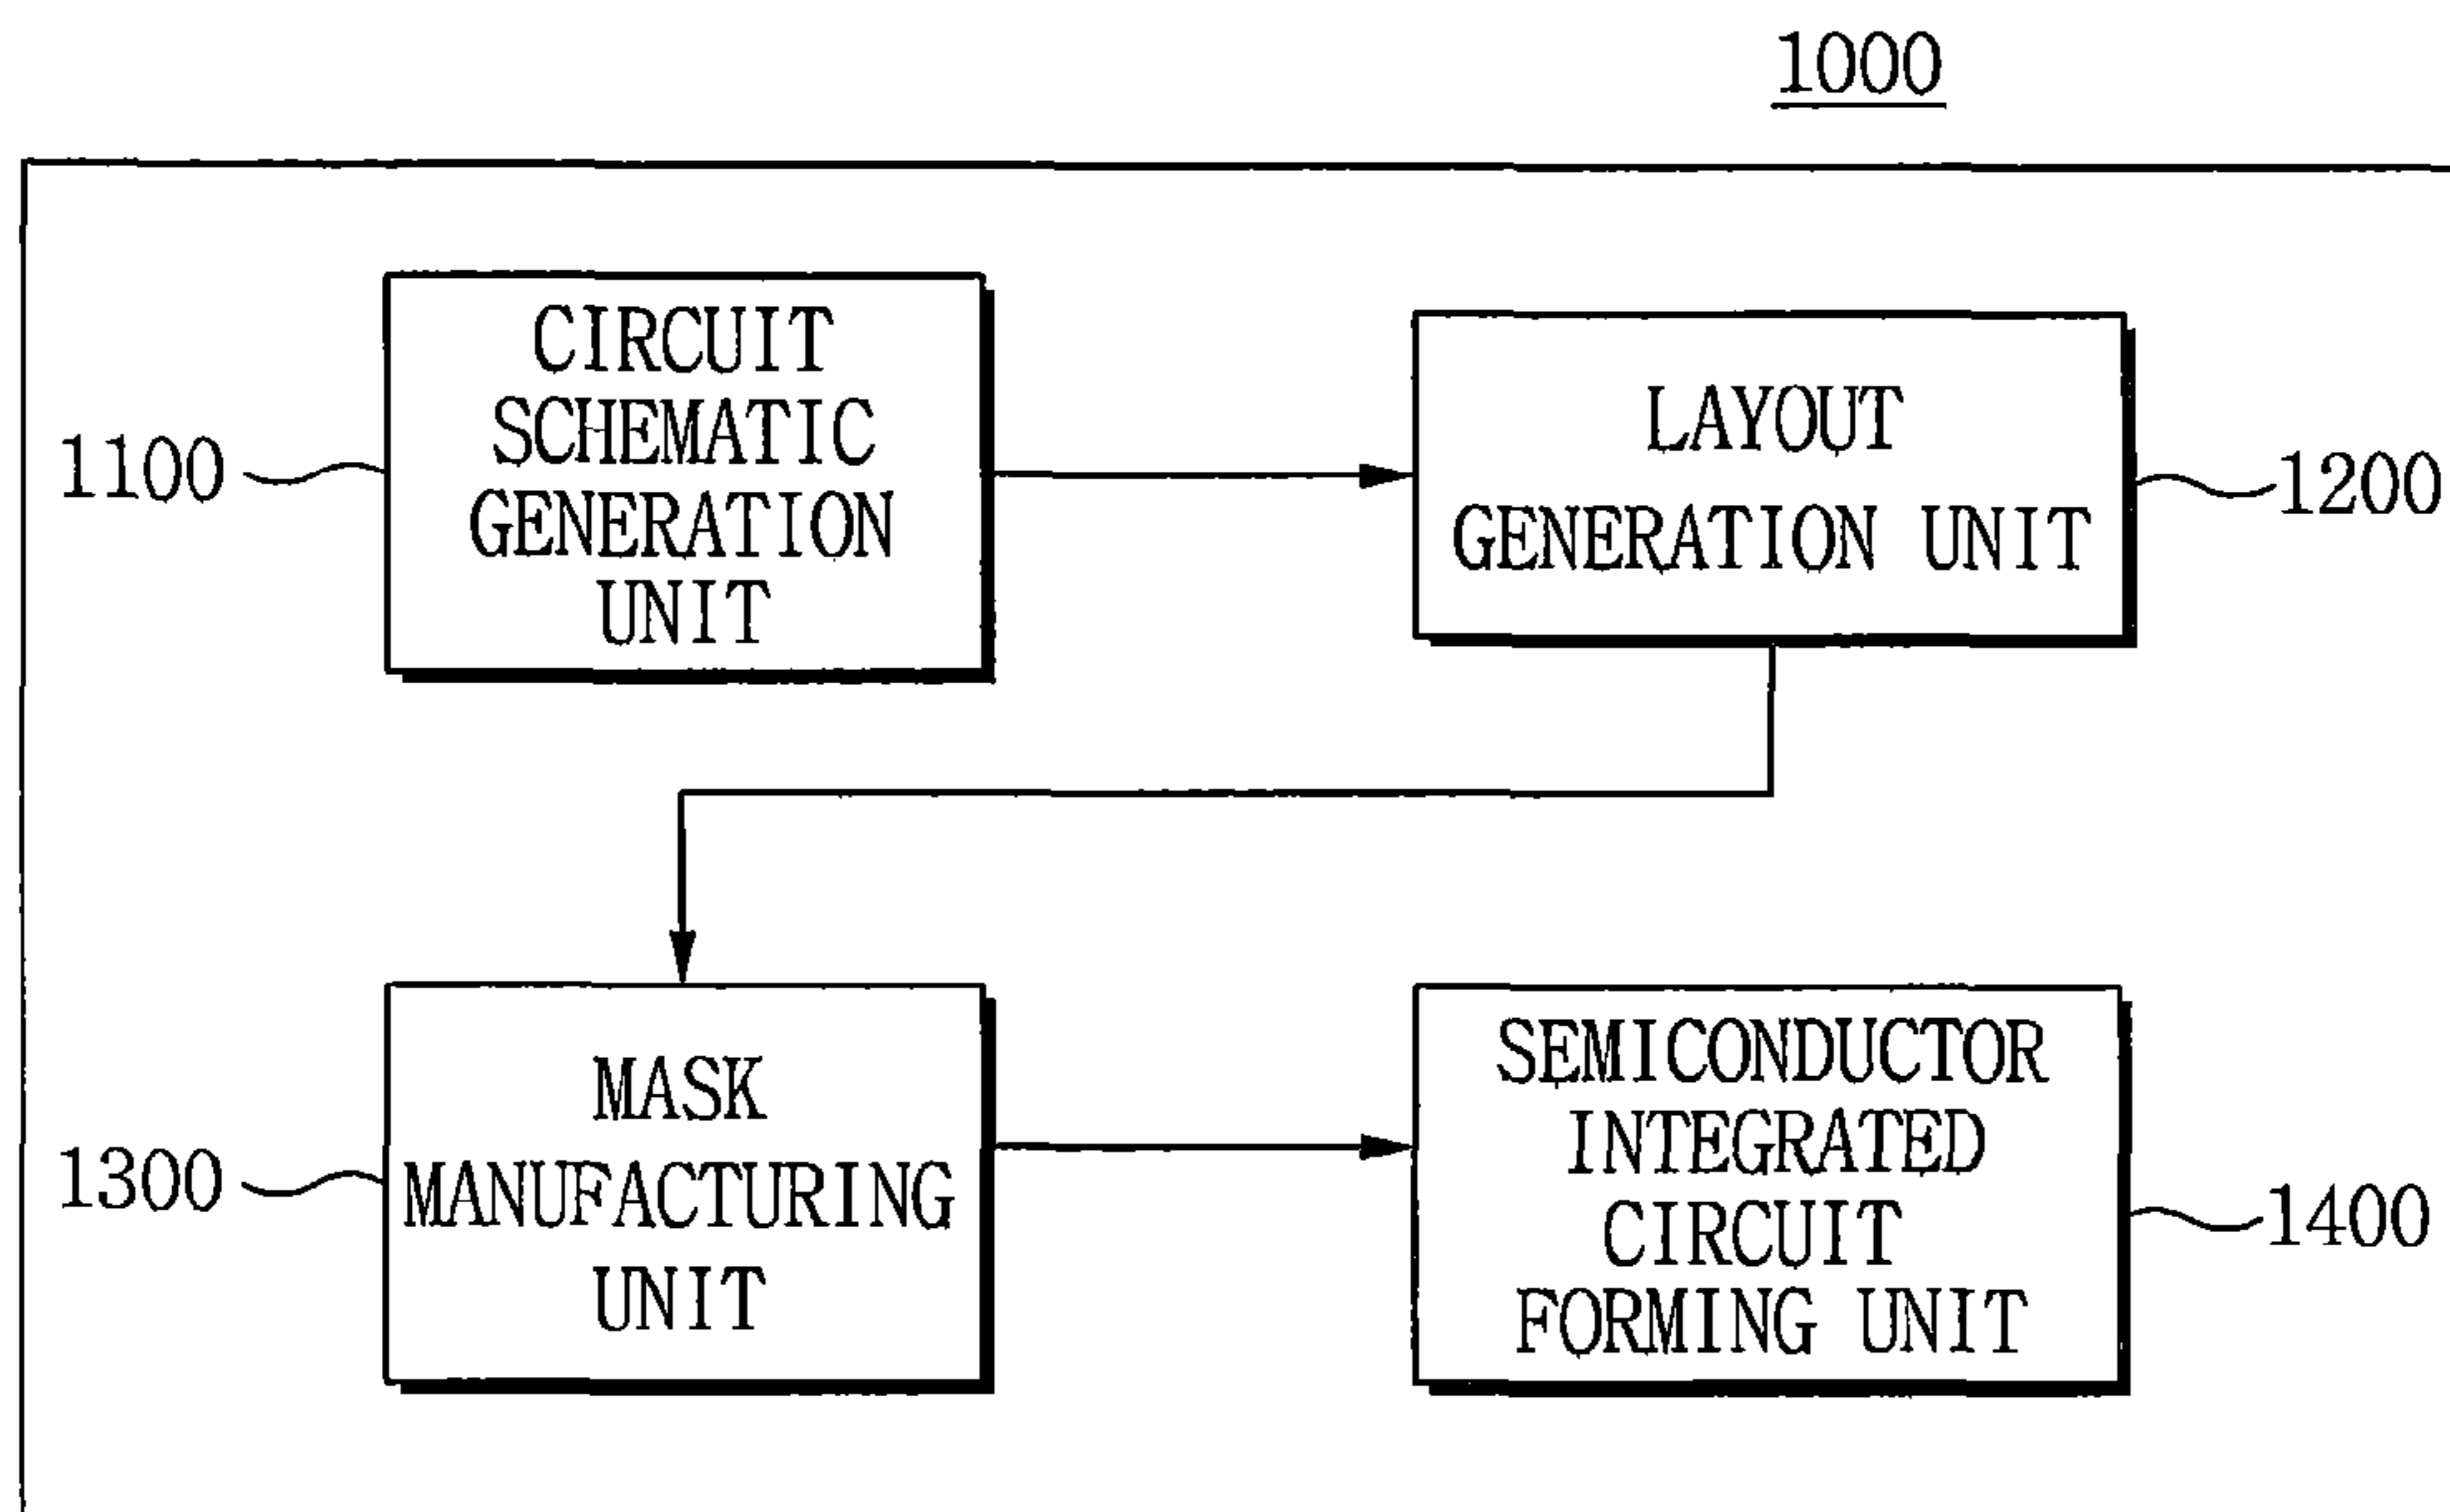 1000
CIRCUIT
SCHEMATIC
GENERATION
UNIT
1100
LAYOUT
GENERATION UNIT
1200
MASK
MANUFACTURING
UNIT
1300
SEMICONDUCTOR
INTEGRATED
CIRCUIT
FORMING UNIT
1400